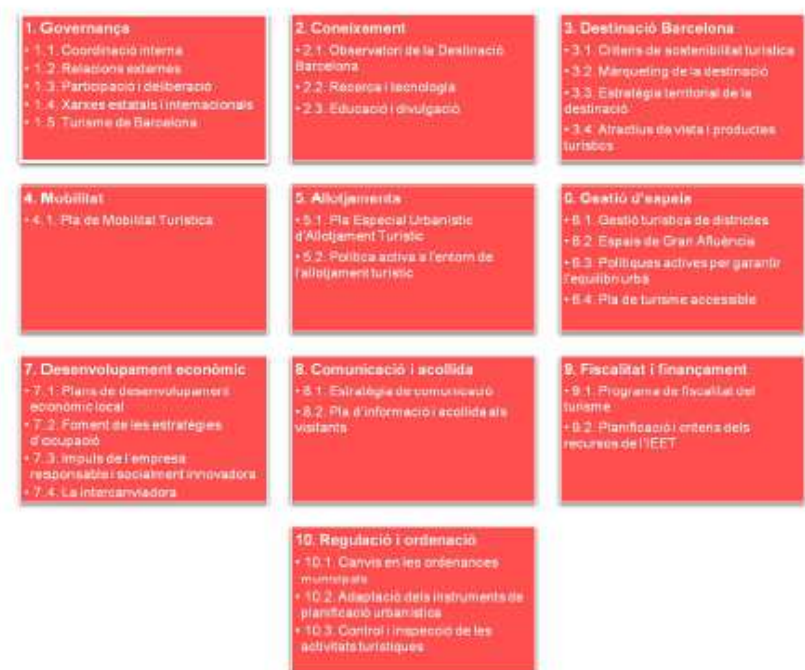 1. Governança
• 1.1. Coordinació interna
• 1.2. Relacions externes
• 1.3. Participació i deliberació
• 1.4. Xarxes estatals i internacionals
• 1.5. Turisme de Barcelona
2. Coneixement
• 2.1. Observatori de la Destinació
Barcelona
• 2.2. Recerca i tecnologia
• 2.3. Educació i divulgació
3. Destinació Barcelona
• 3.1. Criteris de sostenibilitat turística
• 3.2. Màrqueting de la destinació
• 3.3. Estratègia territorial de la
destinació
• 3.4. Atractius de vista i productes
turístics
4. Mobilitat
• 4.1. Pla de Mobilitat Turística
5. Allotjaments
• 5.1. Pla Especial Urbanístic
d'Allotjament Turístic
• 5.2. Política activa a l'entorn de
l'allotjament turístic
6. Gestió d'espais
• 6.1. Gestió turística de districtes
• 6.2. Espais de Gran Afluència
• 6.3. Polítiques actives per garantir
l'equilibri urbà
• 6.4. Pla de turisme accessible
7. Desenvolupament econòmic
• 7.1. Plans de desenvolupament
econòmic local
• 7.2. Foment de les estratègies
d'ocupació
• 7.3. Impuls de l'empresa
responsable i socialment innovadora
• 7.4. La intercanviadora
8. Comunicació i acollida
• 8.1. Estratègia de comunicació
• 8.2. Pla d'informació i acollida als
visitants
9. Fiscalitat i finançament
• 9.1. Programa de fiscalitat del
turisme
• 9.2. Planificació i criteris dels
recursos de l'IEET
10. Regulació i ordenació
• 10.1. Canvis en les ordenances
municipals
• 10.2. Adaptació dels instruments de
planificació urbanística
• 10.3. Control i inspecció de les
activitats turístiques